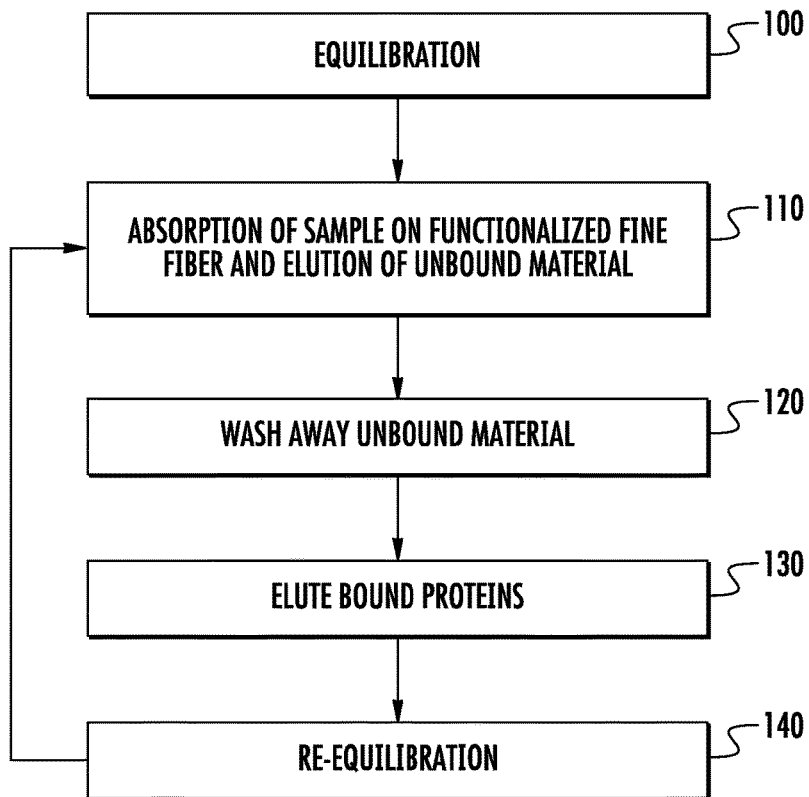 EQUILIBRATION
100
ABSORPTION OF SAMPLE ON FUNCTIONALIZED FINE
FIBER AND ELUTION OF UNBOUND MATERIAL
110
WASH AWAY UNBOUND MATERIAL
120
ELUTE BOUND PROTEINS
130
RE-EQUILIBRATION
140